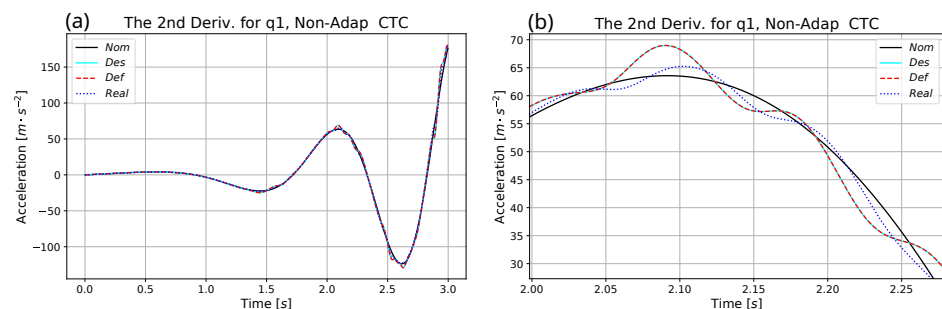 (a)
The 2nd Deriv. for q1, Non-Adap CTC
Nom
Des
Def
Real
150
100
50
0
−50
−100
Acceleration [m · s⁻²]
0.0 0.5 1.0 1.5 2.0 2.5 3.0
Time [s]
(b)
The 2nd Deriv. for q1, Non-Adap CTC
Nom
Des
Def
Real
70
65
60
55
50
45
40
35
30
Acceleration [m · s⁻²]
2.00 2.05 2.10 2.15 2.20 2.25
Time [s]